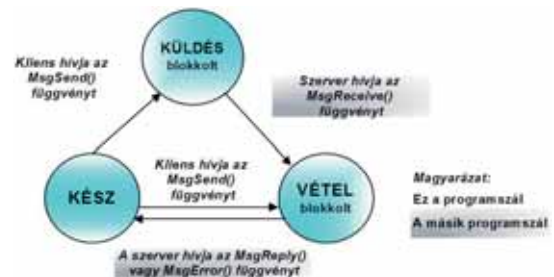 KÜLDÉS
blokkolt
Kliens hívja az
MsgSend()
függvényt
Szerver hívja az
MsgReceive()
függvényt
Kliens hívja az
MsgSend()
függvényt
KÉSZ
VÉTEL
blokkolt
Magyarázat:
Ez a programszál
A másik programszál
A szerver hívja az MsgReply()
vagy MsgError() függvényt